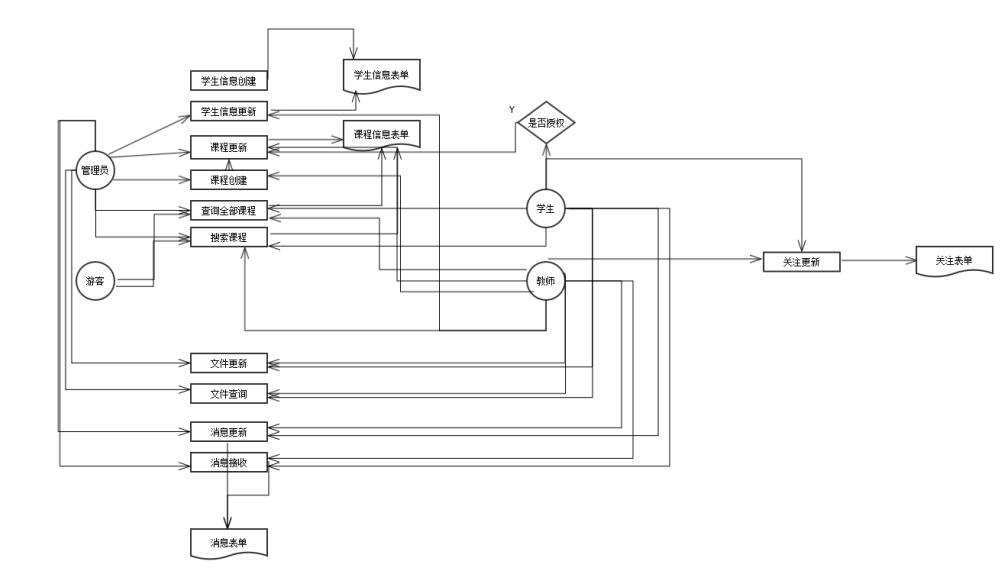 学生信息创建
学生信息表单
学生信息更新
Y
是否授权
课程信息表单
课程更新
管理员
课程创建
查询全部课程
学生
搜索课程
关注更新
关注表单
游客
教师
文件更新
文件查询
消息更新
消息接收
消息表单